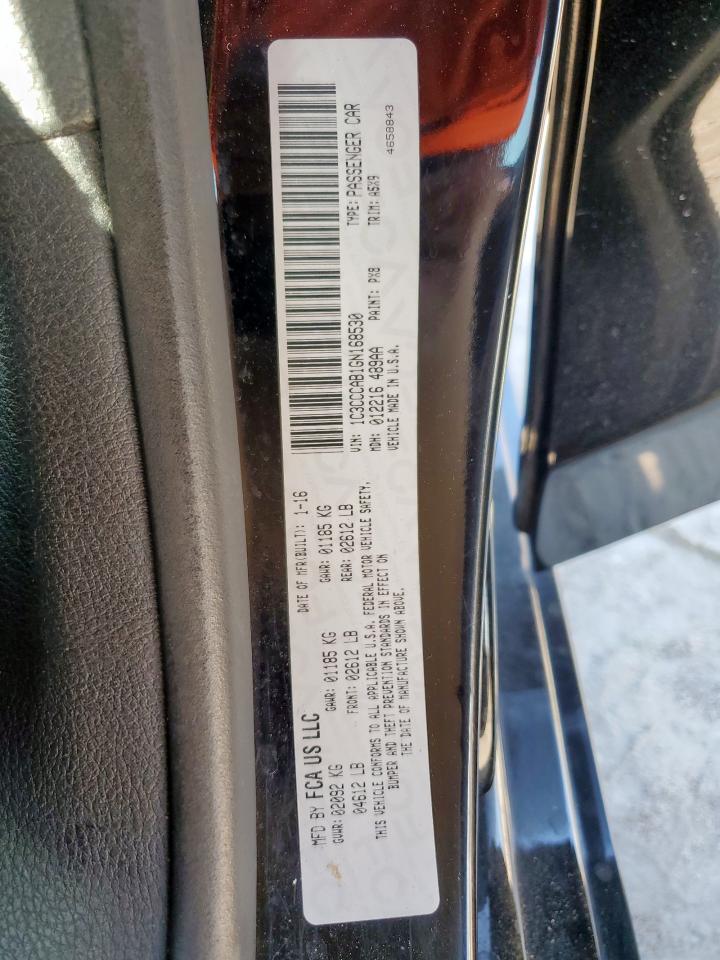 MFD BY FCA US LLC
DATE OF MFR(BUILT): 1-16
GVWR: 02092 KG
GAWR: 01185 KG
GAWR: 01185 KG
04612 LB
FRONT: 02612 LB
REAR: 02612 LB
THIS VEHICLE CONFORMS TO ALL APPLICABLE U.S.A. FEDERAL MOTOR VEHICLE SAFETY,
BUMPER AND THEFT PREVENTION STANDARDS IN EFFECT ON
THE DATE OF MANUFACTURE SHOWN ABOVE.
VIN: 1C3CCCAB1GN168530
TYPE: PASSENGER CAR
MDH: 012216 489AA
PAINT: PX8
TRIM: A5X9
VEHICLE MADE IN U.S.A.
4658843